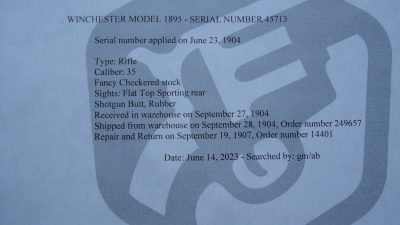 WINCHESTER MODEL 1895 - SERIAL NUMBER 45713
Serial number applied on June 23, 1904
Type: Rifle
Caliber: 35
Fancy Checkered stock
Sights: Flat Top Sporting rear
Shotgun Butt, Rubber
Received in warehouse on September 27, 1904
Shipped from warehouse on September 28, 1904, Order number 249657
Repair and Return on September 19, 1907, Order number 14401
Date: June 14, 2023 - Searched by: gm/ab